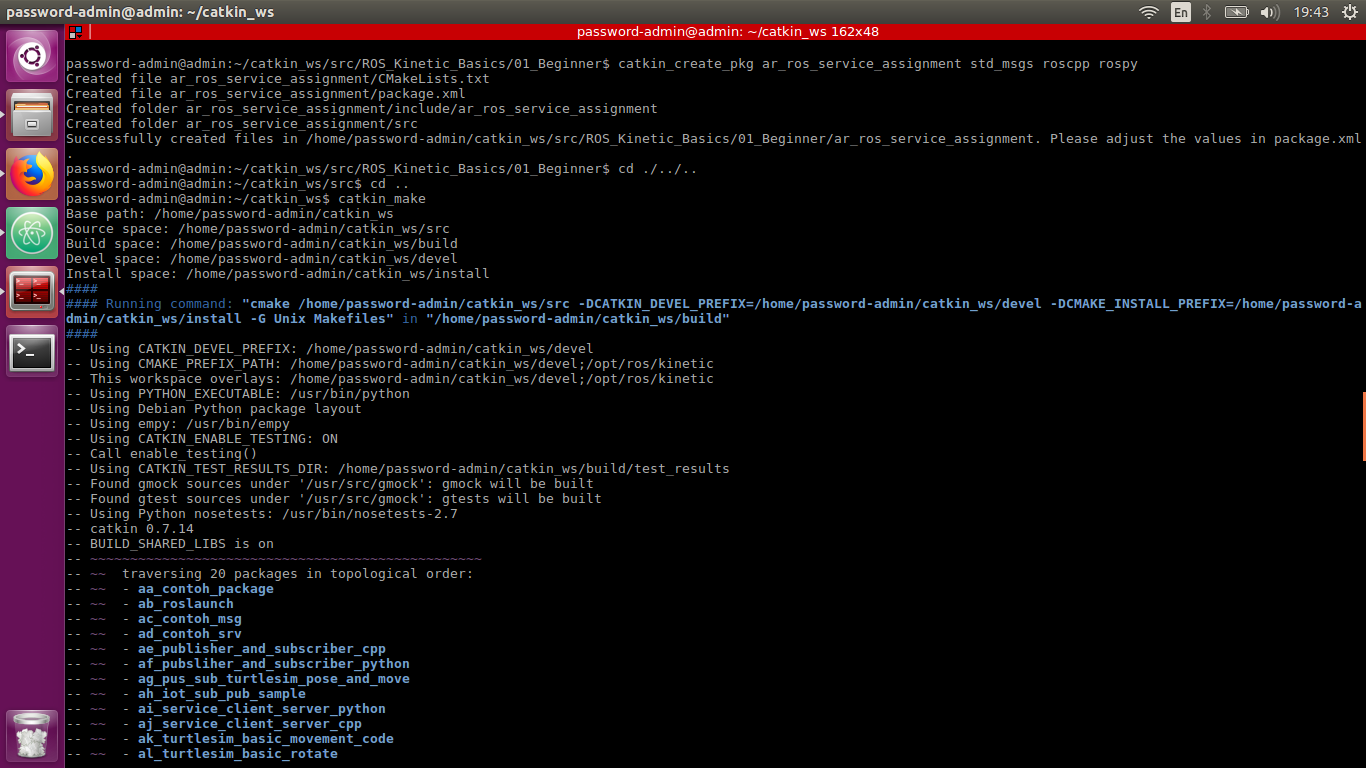 password-admin@admin: ~/catkin_ws
En
19:43
password-admin@admin: ~/catkin_ws 162x48
password-admin@admin:~/catkin_ws/src/ROS_Kinetic_Basics/01_Beginner$ catkin_create_pkg ar_ros_service_assignment std_msgs roscpp rospy
Created file ar_ros_service_assignment/CMakeLists.txt
Created file ar_ros_service_assignment/package.xml
Created folder ar_ros_service_assignment/include/ar_ros_service_assignment
Created folder ar_ros_service_assignment/src
Successfully created files in /home/password-admin/catkin_ws/src/ROS_Kinetic_Basics/01_Beginner/ar_ros_service_assignment. Please adjust the values in package.xml
.
password-admin@admin:~/catkin_ws/src/ROS_Kinetic_Basics/01_Beginner$ cd ./../..
password-admin@admin:~/catkin_ws/src$ cd ..
password-admin@admin:~/catkin_ws$ catkin_make
Base path: /home/password-admin/catkin_ws
Source space: /home/password-admin/catkin_ws/src
Build space: /home/password-admin/catkin_ws/build
Devel space: /home/password-admin/catkin_ws/devel
Install space: /home/password-admin/catkin_ws/install
####
#### Running command: "cmake /home/password-admin/catkin_ws/src -DCATKIN_DEVEL_PREFIX=/home/password-admin/catkin_ws/devel -DCMAKE_INSTALL_PREFIX=/home/password-a
dmin/catkin_ws/install -G Unix Makefiles" in "/home/password-admin/catkin_ws/build"
####
-- Using CATKIN_DEVEL_PREFIX: /home/password-admin/catkin_ws/devel
-- Using CMAKE_PREFIX_PATH: /home/password-admin/catkin_ws/devel;/opt/ros/kinetic
-- This workspace overlays: /home/password-admin/catkin_ws/devel;/opt/ros/kinetic
-- Using PYTHON_EXECUTABLE: /usr/bin/python
-- Using Debian Python package layout
-- Using empy: /usr/bin/empy
-- Using CATKIN_ENABLE_TESTING: ON
-- Call enable_testing()
-- Using CATKIN_TEST_RESULTS_DIR: /home/password-admin/catkin_ws/build/test_results
-- Found gmock sources under '/usr/src/gmock': gmock will be built
-- Found gtest sources under '/usr/src/gmock': gtests will be built
-- Using Python nosetests: /usr/bin/nosetests-2.7
-- catkin 0.7.14
-- BUILD_SHARED_LIBS is on
-- ~~~~~~~~~~~~~~~~~~~~~~~~~~~~~~~~~~~~~~~~~~~~~~~~~
-- ~~  traversing 20 packages in topological order:
-- ~~  - aa_contoh_package
-- ~~  - ab_roslaunch
-- ~~  - ac_contoh_msg
-- ~~  - ad_contoh_srv
-- ~~  - ae_publisher_and_subscriber_cpp
-- ~~  - af_pubsliher_and_subscriber_python
-- ~~  - ag_pus_sub_turtlesim_pose_and_move
-- ~~  - ah_iot_sub_pub_sample
-- ~~  - ai_service_client_server_python
-- ~~  - aj_service_client_server_cpp
-- ~~  - ak_turtlesim_basic_movement_code
-- ~~  - al_turtlesim_basic_rotate